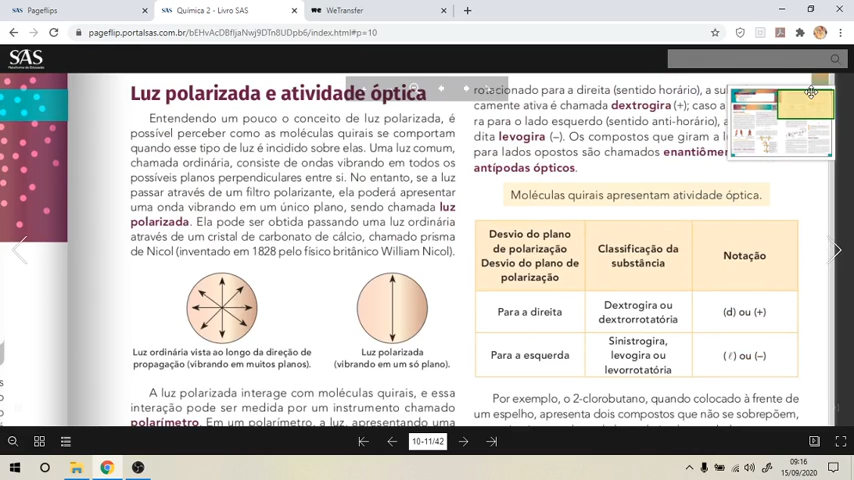 SAS Pageflips
SAS Química 2 - Livro SAS
we WeTransfer
pageflip.portalsas.com.br/bEHvAcDBfIjaNwj9DTn8UDpb6/index.html#p=10
SAS
Luz polarizada e atividade óptica
Entendendo um pouco o conceito de luz polarizada, é
possível perceber como as moléculas quirais se comportam
quando esse tipo de luz é incidido sobre elas. Uma luz comum,
chamada ordinária, consiste de ondas vibrando em todos os
possíveis planos perpendiculares entre si. No entanto, se a luz
passar através de um filtro polarizante, ela poderá apresentar
uma onda vibrando em um único plano, sendo chamada luz
polarizada. Ela pode ser obtida passando uma luz ordinária
através de um cristal de carbonato de cálcio, chamado prisma
de Nicol (inventado em 1828 pelo físico britânico William Nicol).
Luz ordinária vista ao longo da direção de
propagação (vibrando em muitos planos).
Luz polarizada
(vibrando em um só plano).
A luz polarizada interage com moléculas quirais, e essa
interação pode ser medida por um instrumento chamado
polarímetro. Em um polarímetro, a luz, apresentando uma
rotacionado para a direita (sentido horário), a su
camente ativa é chamada dextrogira (+); caso a
ra para o lado esquerdo (sentido anti-horário), a
dita levogira (–). Os compostos que giram a l
para lados opostos são chamados enantiôme
antípodas ópticos.
Moléculas quirais apresentam atividade óptica.
Desvio do plano
de polarização
Desvio do plano de
polarização
Classificação da
substância
Notação
Para a direita
Dextrogira ou
dextrorrotatória
(d) ou (+)
Para a esquerda
Sinistrogira,
levogira ou
levorrotatória
(ℓ) ou (–)
Por exemplo, o 2-clorobutano, quando colocado à frente de
um espelho, apresenta dois compostos que não se sobrepõem,
10-11/42
09:16
15/09/2020